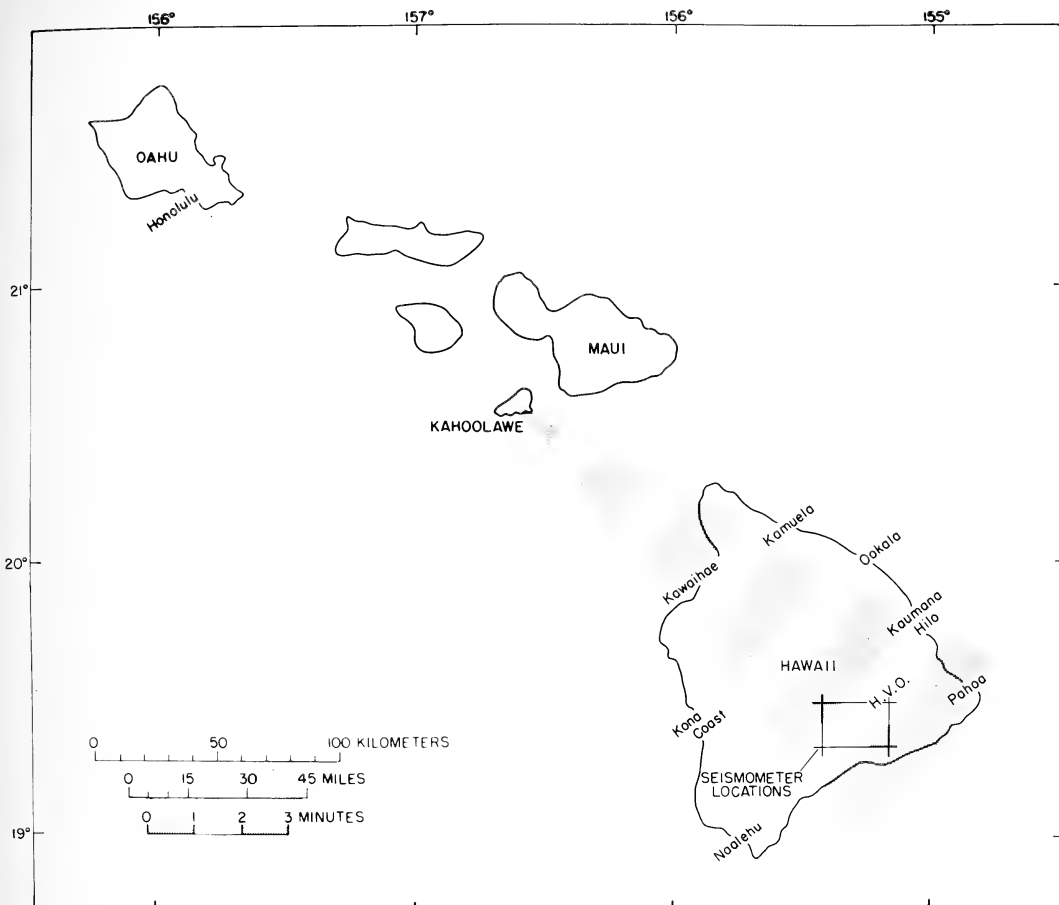 156° 157° 156° 155°
OAHU
Honolulu
21°
MAUI
KAHOOLAWE
Kamuela
Ookala
20°
Kawaihae
Kaumana
Hilo
HAWAII
H.V.O.
Pahoa
Kona
Coast
0 50 100 KILOMETERS
0 15 30 45 MILES
SEISMOMETER
LOCATIONS
0 1 2 3 MINUTES
19°
Naalehu